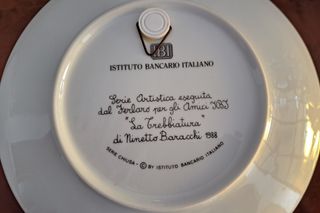 IBI
ISTITUTO BANCARIO ITALIANO
Serie Artistica eseguita
dal Ferlaro per gli Amici IBI
"La Trebbiatura"
di Ninetto Baracchi 1988
SERIE CHIUSA - © BY ISTITUTO BANCARIO ITALIANO